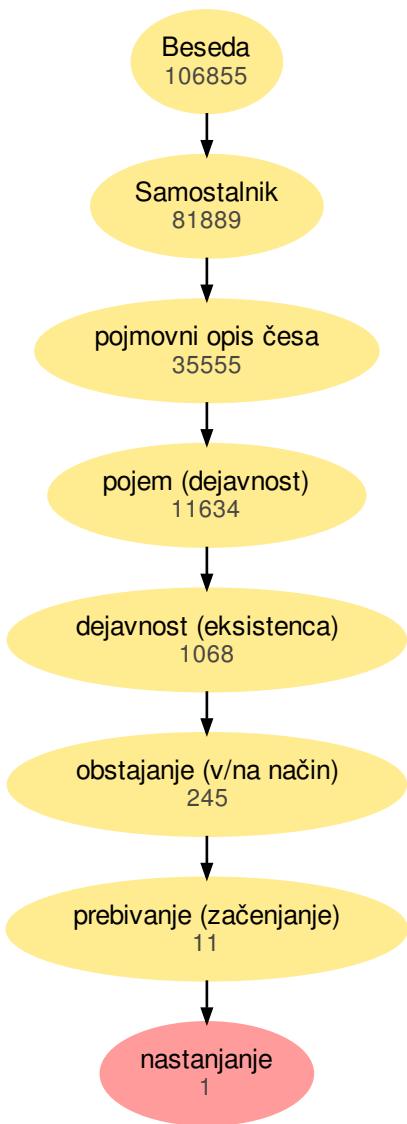 Beseda
106855
Samostalnik
81889
pojmovni opis česa
35555
pojem (dejavnost)
11634
dejavnost (eksistenca)
1068
obstajanje (v/na način)
245
prebivanje (začenjanje)
11
nastanjanje
1